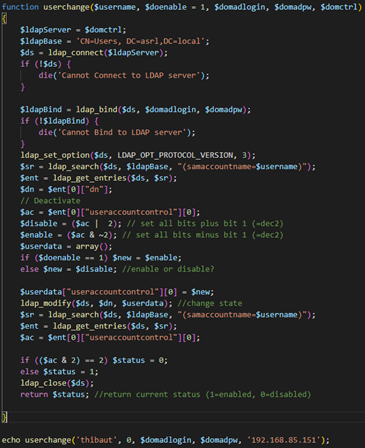 function userchange($username, $doenable = 1, $domadlogin, $domadpw, $domctrl)
{
$ldapServer = $domctrl;
$ldapBase = 'CN=Users, DC=asrl,DC=local';
$ds = ldap_connect($ldapServer);
if (!$ds) {
die('Cannot Connect to LDAP server');
}
$ldapBind = ldap_bind($ds, $domadlogin, $domadpw);
if (!$ldapBind) {
die('Cannot Bind to LDAP server');
}
ldap_set_option($ds, LDAP_OPT_PROTOCOL_VERSION, 3);
$sr = ldap_search($ds, $ldapBase, "(samaccountname=$username)");
$ent = ldap_get_entries($ds, $sr);
$dn = $ent[0]["dn"];
// Deactivate
$ac = $ent[0]["useraccountcontrol"][0];
$disable = ($ac |  2); // set all bits plus bit 1 (=dec2)
$enable = ($ac & ~2); // set all bits minus bit 1 (=dec2)
$userdata = array();
if ($doenable == 1) $new = $enable;
else $new = $disable; //enable or disable?
$userdata["useraccountcontrol"][0] = $new;
ldap_modify($ds, $dn, $userdata); //change state
$sr = ldap_search($ds, $ldapBase, "(samaccountname=$username)");
$ent = ldap_get_entries($ds, $sr);
$ac = $ent[0]["useraccountcontrol"][0];
if (($ac & 2) == 2) $status = 0;
else $status = 1;
ldap_close($ds);
return $status; //return current status (1=enabled, 0=disabled)
}
echo userchange('thibaut', 0, $domadlogin, $domadpw, '192.168.85.151');